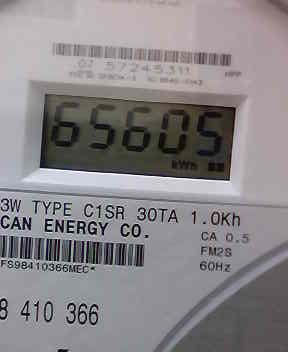 07 57245311
65605
kWh
3W TYPE C1SR 30TA 1.0Kh
CAN ENERGY CO.
CA 0.5
FM2S
FS98410366MEC*
60Hz
8 410 366